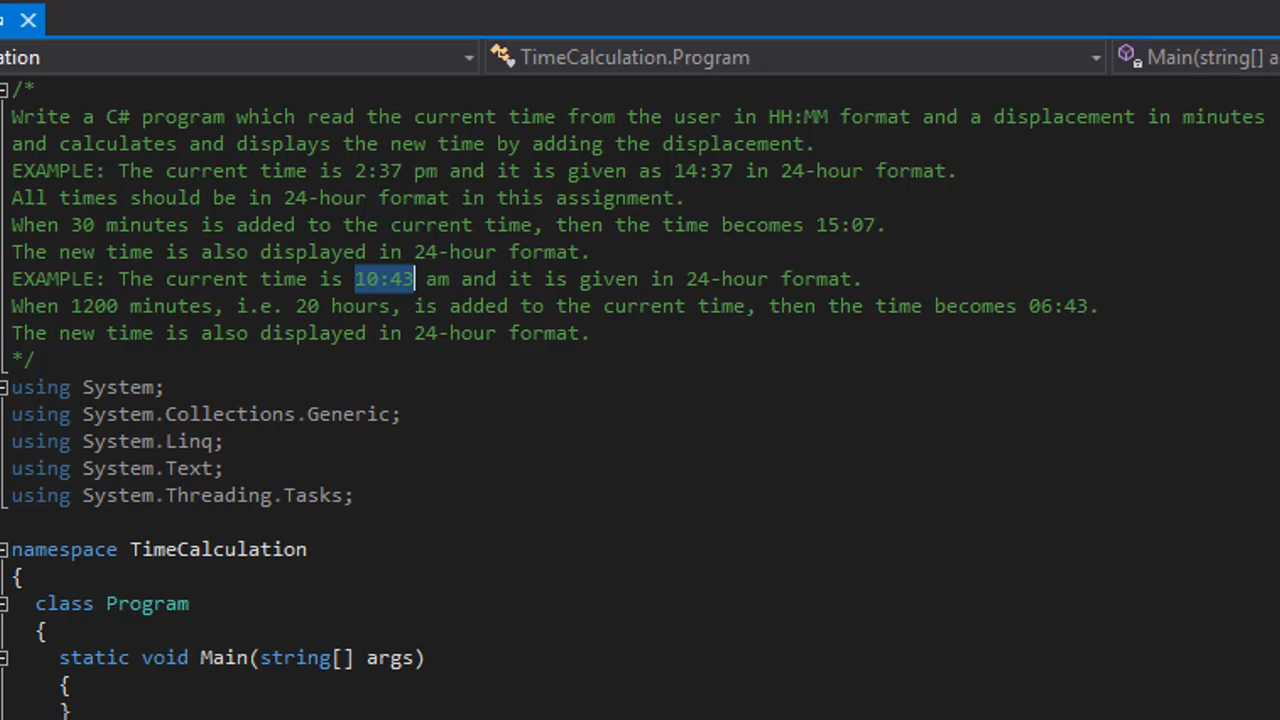 ation TimeCalculation.Program Main(string[] a
/*
Write a C# program which read the current time from the user in HH:MM format and a displacement in minutes
and calculates and displays the new time by adding the displacement.
EXAMPLE: The current time is 2:37 pm and it is given as 14:37 in 24-hour format.
All times should be in 24-hour format in this assignment.
When 30 minutes is added to the current time, then the time becomes 15:07.
The new time is also displayed in 24-hour format.
EXAMPLE: The current time is 10:43 am and it is given in 24-hour format.
When 1200 minutes, i.e. 20 hours, is added to the current time, then the time becomes 06:43.
The new time is also displayed in 24-hour format.
*/
using System;
using System.Collections.Generic;
using System.Linq;
using System.Text;
using System.Threading.Tasks;
namespace TimeCalculation
{
class Program
{
static void Main(string[] args)
{
}